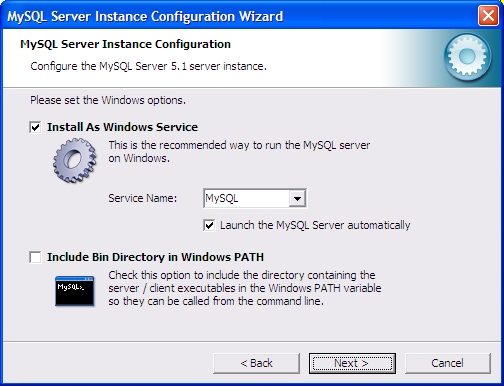 MySQL Server Instance Configuration Wizard
MySQL Server Instance Configuration
Configure the MySQL Server 5.1 server instance.
Please set the Windows options.
Install As Windows Service
This is the recommended way to run the MySQL server
on Windows.
Service Name:
MySQL
Launch the MySQL Server automatically
Include Bin Directory in Windows PATH
MySQL>_
Check this option to include the directory containing the
server / client executables in the Windows PATH variable
so they can be called from the command line.
< Back
Next >
Cancel